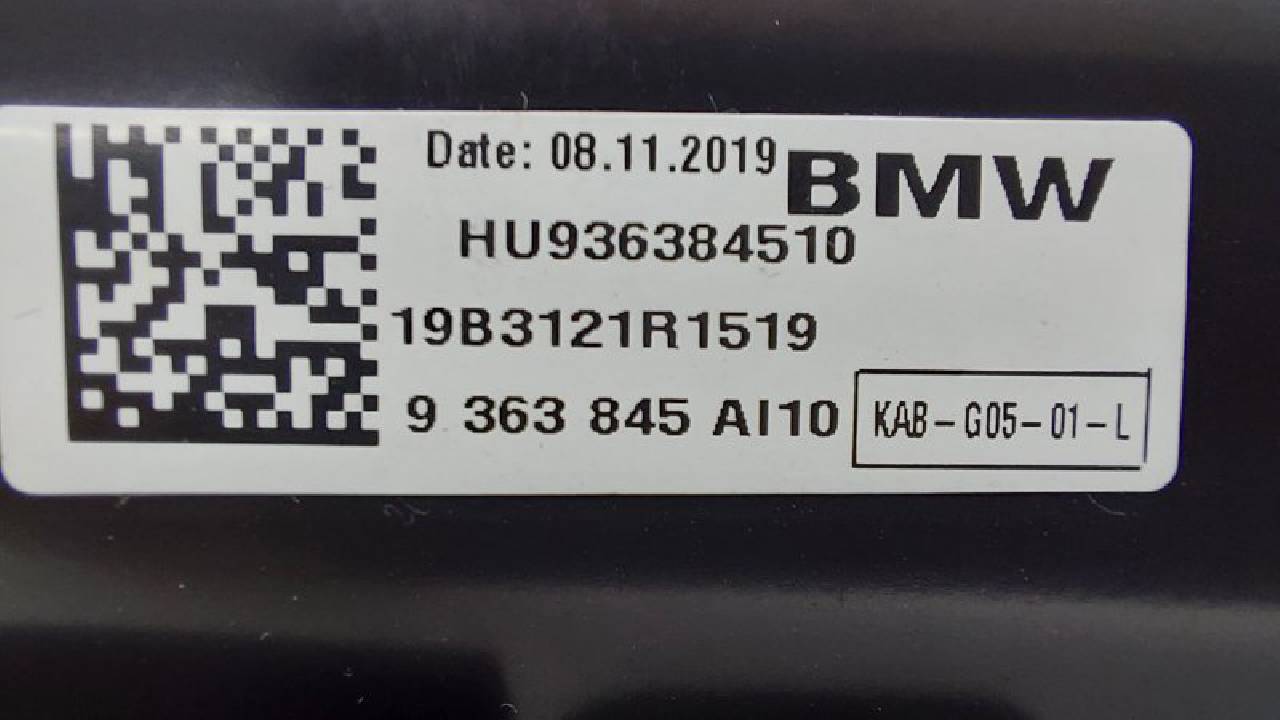 Date: 08.11.2019
BMW
HU936384510
19B3121R1519
9 363 845 AI10
KAB-G05-01-L